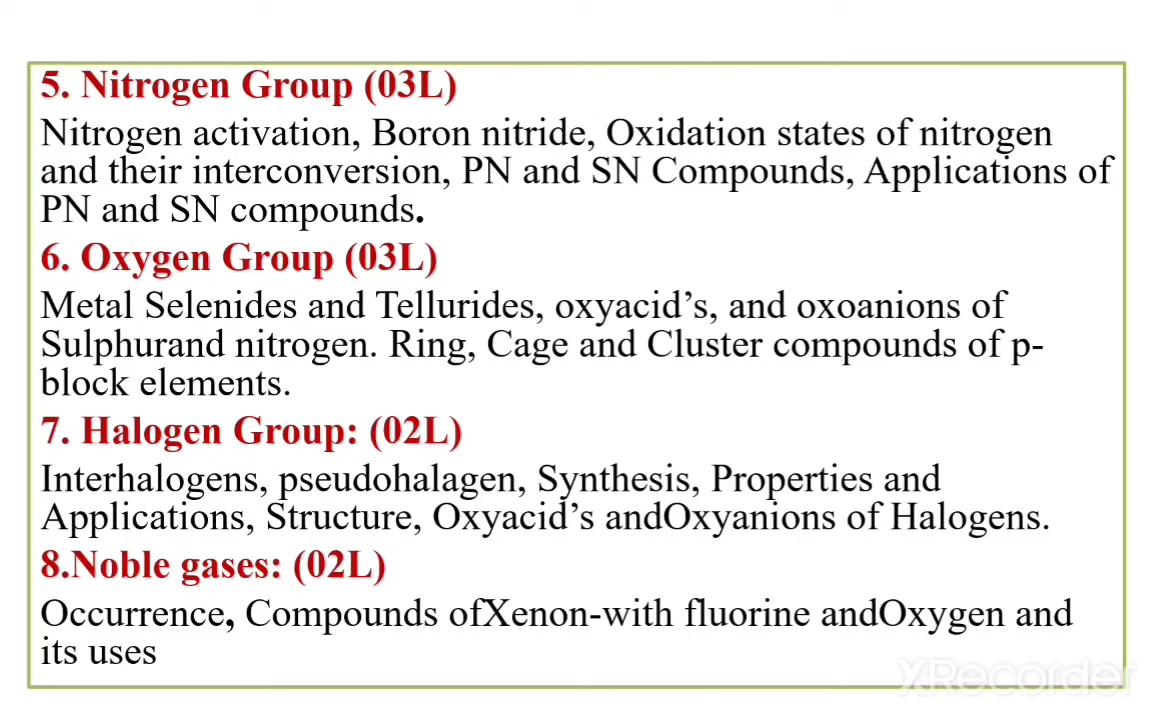 5. Nitrogen Group (03L)
Nitrogen activation, Boron nitride, Oxidation states of nitrogen
and their interconversion, PN and SN Compounds, Applications of
PN and SN compounds.
6. Oxygen Group (03L)
Metal Selenides and Tellurides, oxyacid’s, and oxoanions of
Sulphurand nitrogen. Ring, Cage and Cluster compounds of p-
block elements.
7. Halogen Group: (02L)
Interhalogens, pseudohalagen, Synthesis, Properties and
Applications, Structure, Oxyacid’s andOxyanions of Halogens.
8.Noble gases: (02L)
Occurrence, Compounds ofXenon-with fluorine andOxygen and
its uses
XRecorder